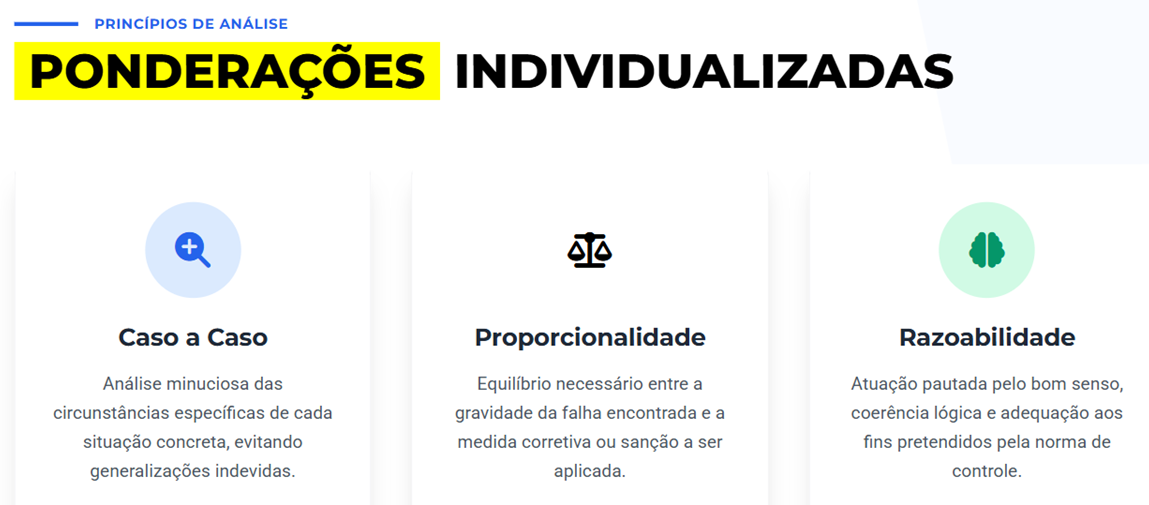 PRINCÍPIOS DE ANÁLISE
PONDERAÇÕES INDIVIDUALIZADAS
Caso a Caso
Análise minuciosa das
circunstâncias específicas de cada
situação concreta, evitando
generalizações indevidas.
Proporcionalidade
Equilíbrio necessário entre a
gravidade da falha encontrada e a
medida corretiva ou sanção a ser
aplicada.
Razoabilidade
Atuação pautada pelo bom senso,
coerência lógica e adequação aos
fins pretendidos pela norma de
controle.